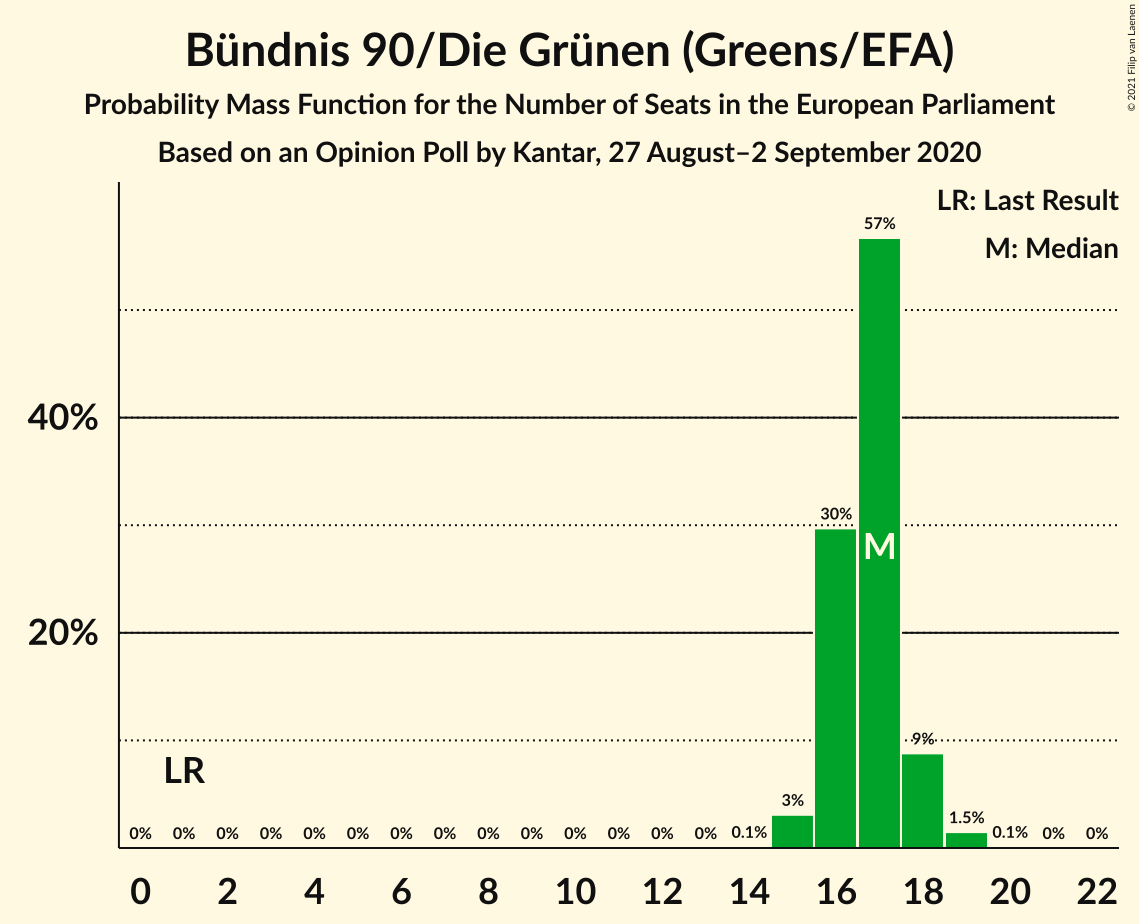 Bündnis 90/Die Grünen (Greens/EFA)
Probability Mass Function for the Number of Seats in the European Parliament
Based on an Opinion Poll by Kantar, 27 August–2 September 2020
© 2021 Filip van Laenen
LR: Last Result
M: Median
57%
40%
30%
M
20%
9%
LR
3%
1.5%
0% 0% 0% 0% 0% 0% 0% 0% 0% 0% 0% 0% 0% 0% 0.1% 0.1% 0% 0%
0 2 4 6 8 10 12 14 16 18 20 22